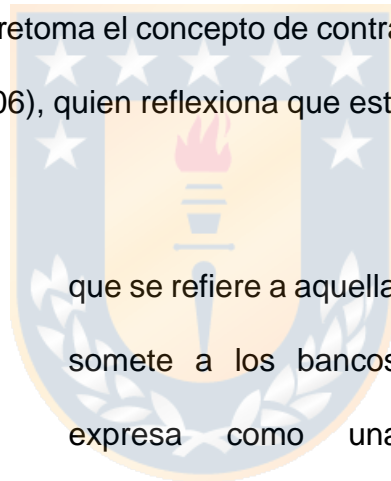 retoma el concepto de contra
06), quien reflexiona que est
que se refiere a aquella
somete a los bancos
expresa como una